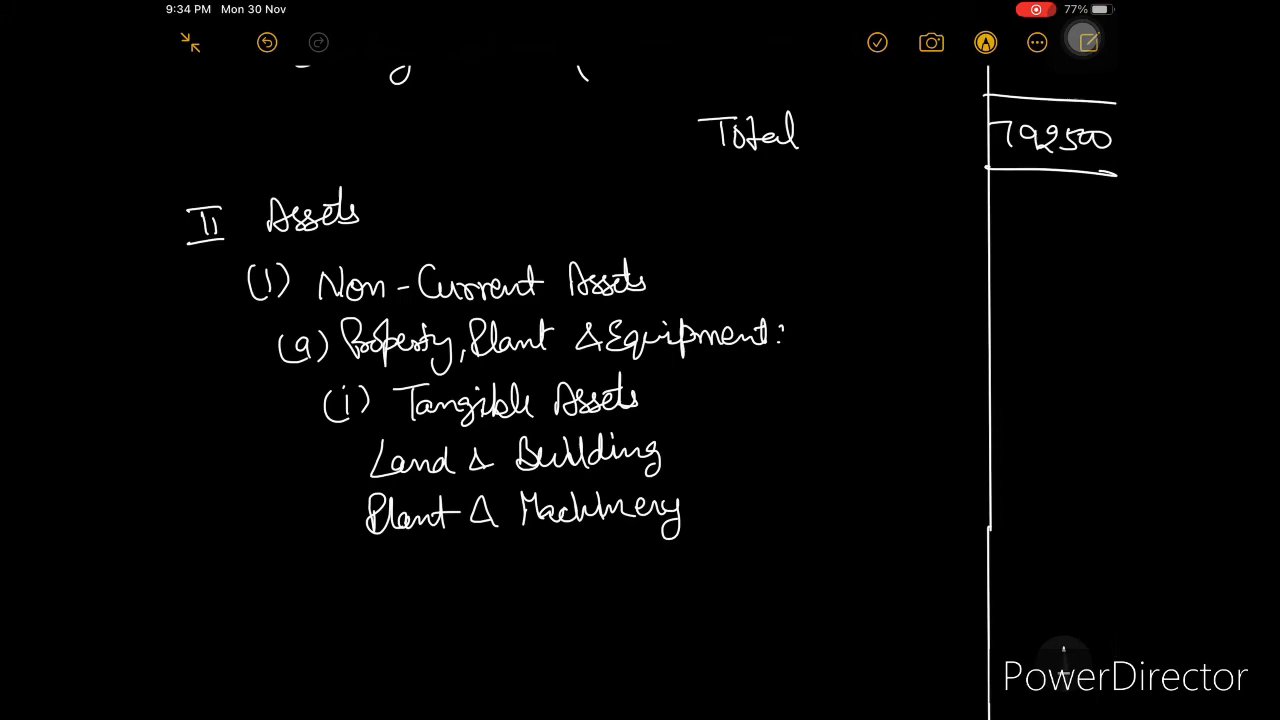 9:34 PM Mon 30 Nov 77%
Total 792500
II Assets
(1) Non-Current Assets
(a) Property, Plant & Equipment:
(i) Tangible Assets
Land & Building
Plant & Machinery
PowerDirector